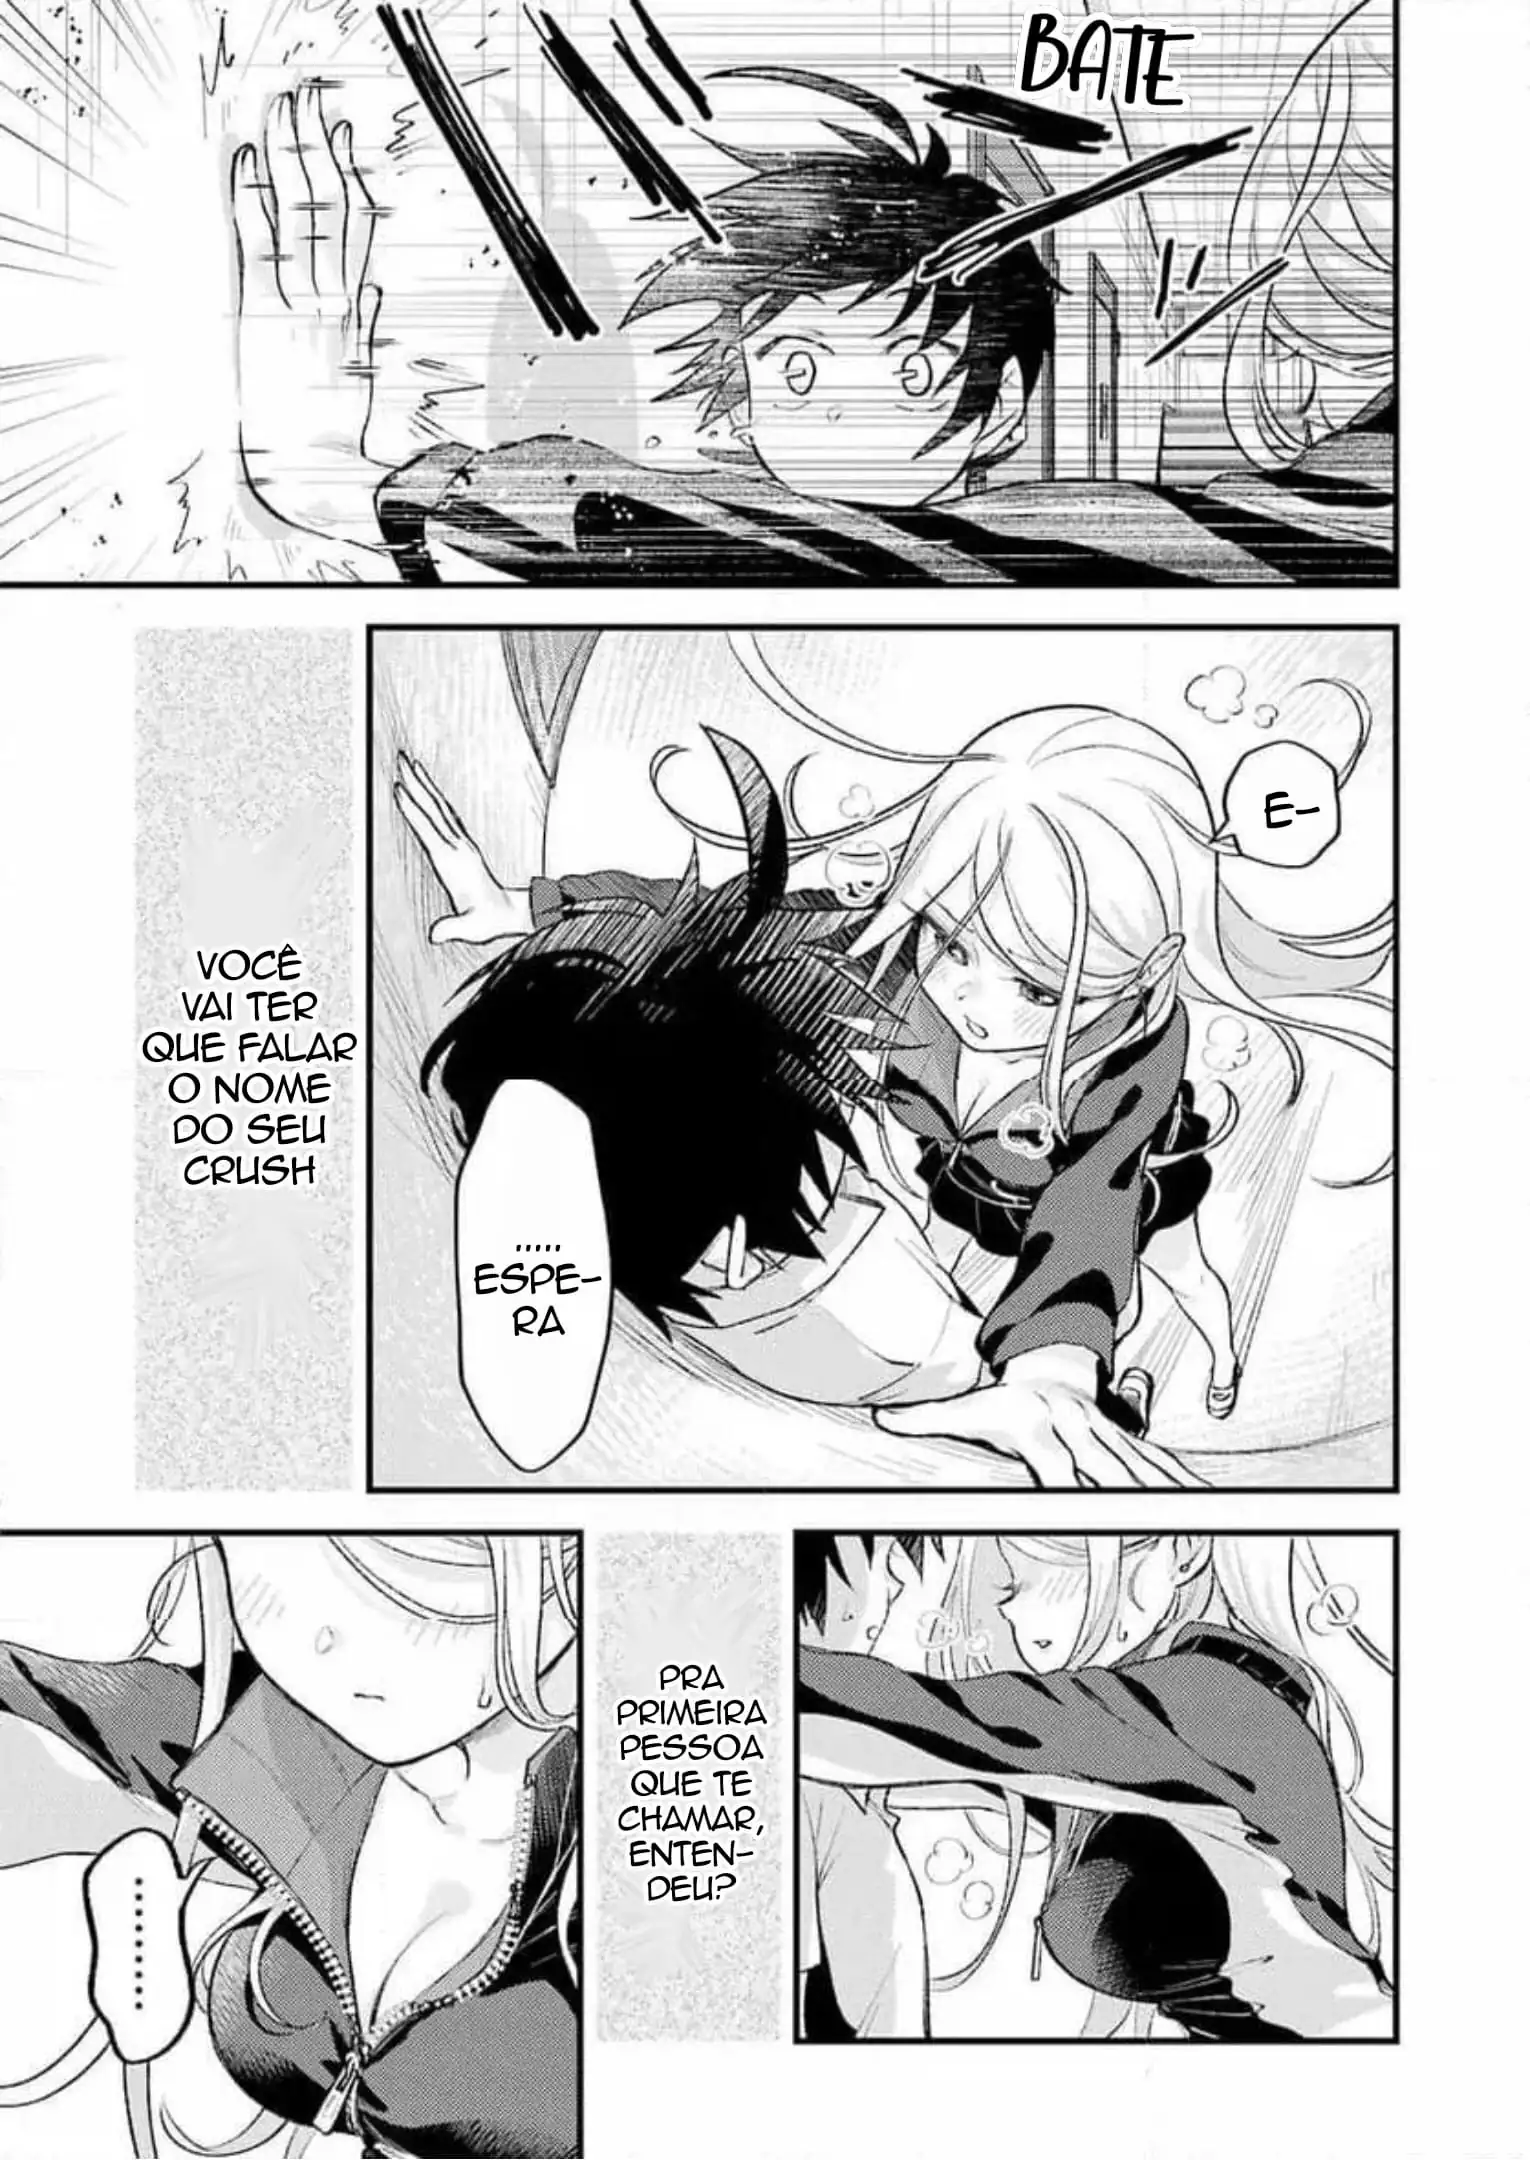 BATE
E-
.....
ESPE-
RA
VOCÊ
VAI TER
QUE FALAR
O NOME
DO SEU
CRUSH
PRA
PRIMEIRA
PESSOA
QUE TE
CHAMAR,
ENTEN-
DEU?
.........